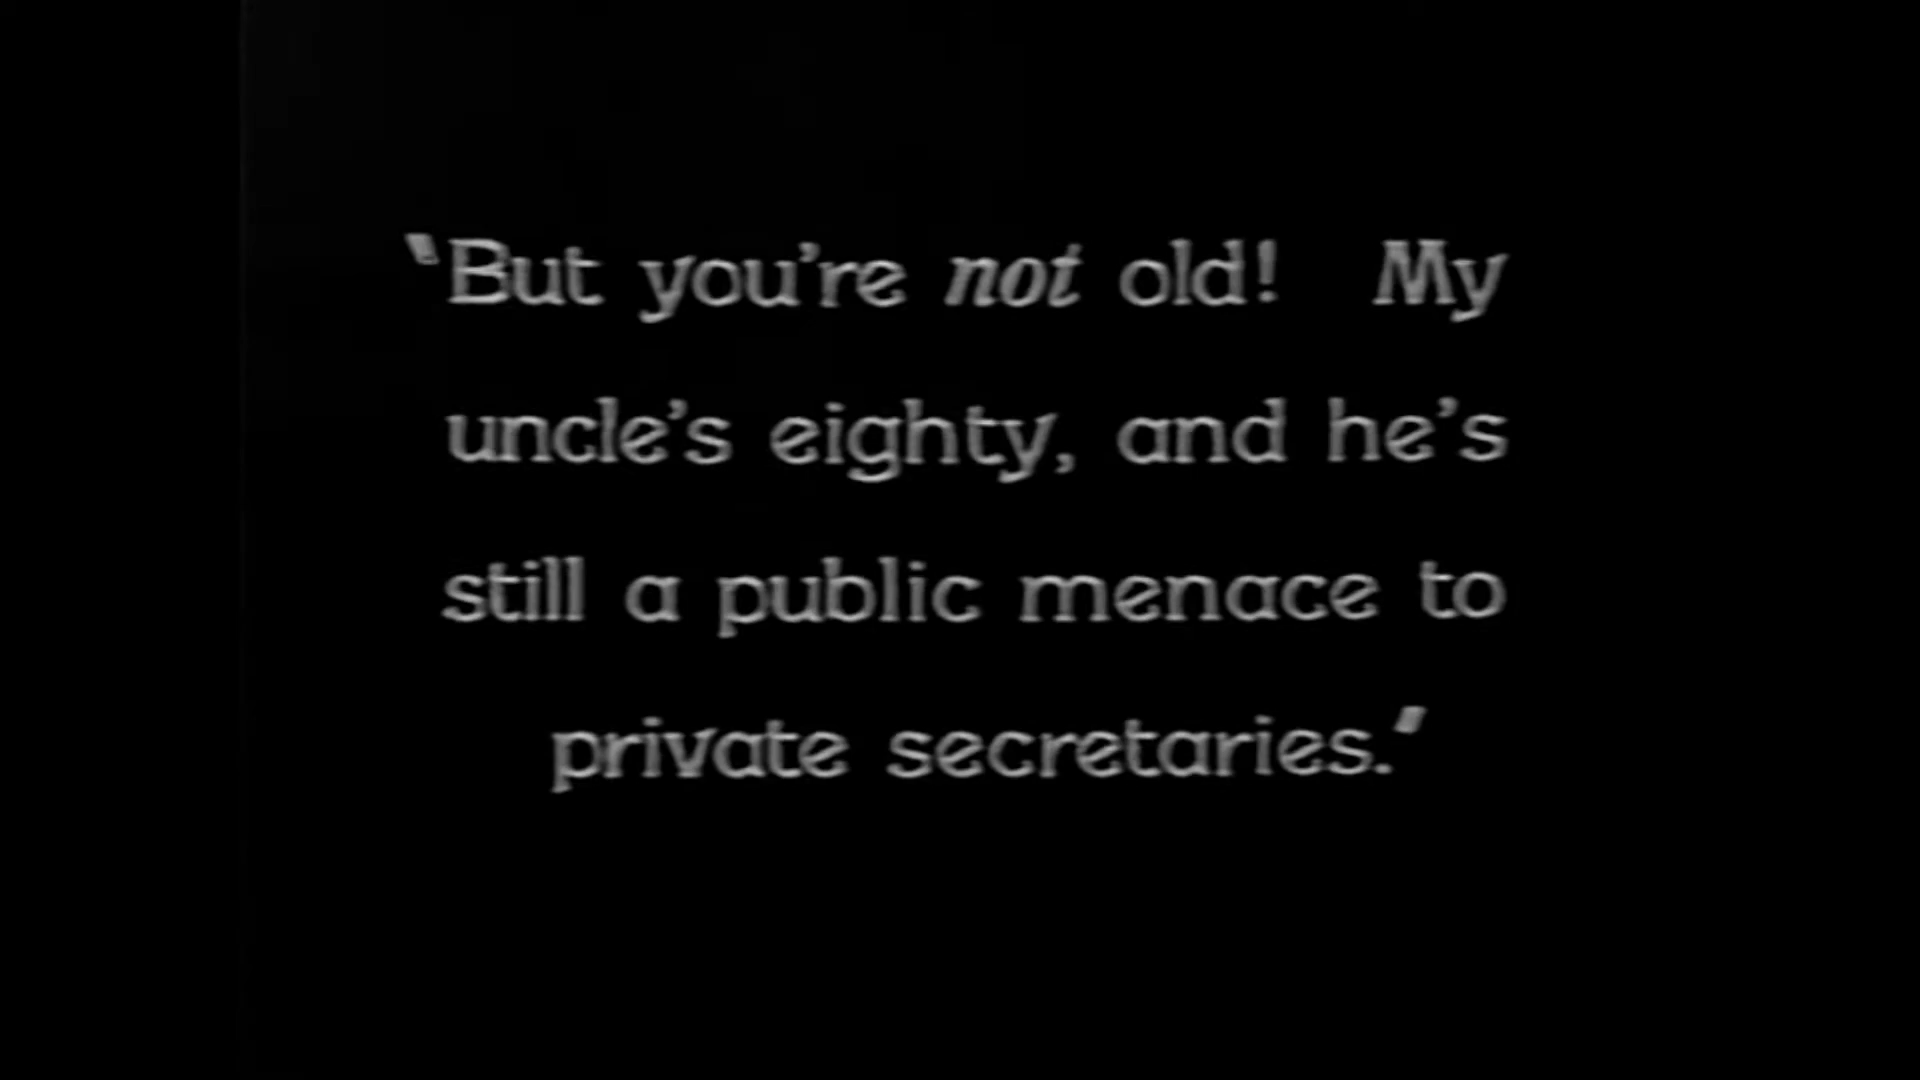 "But you're not old!  My
uncle's eighty, and he's
still a public menace to
private secretaries."